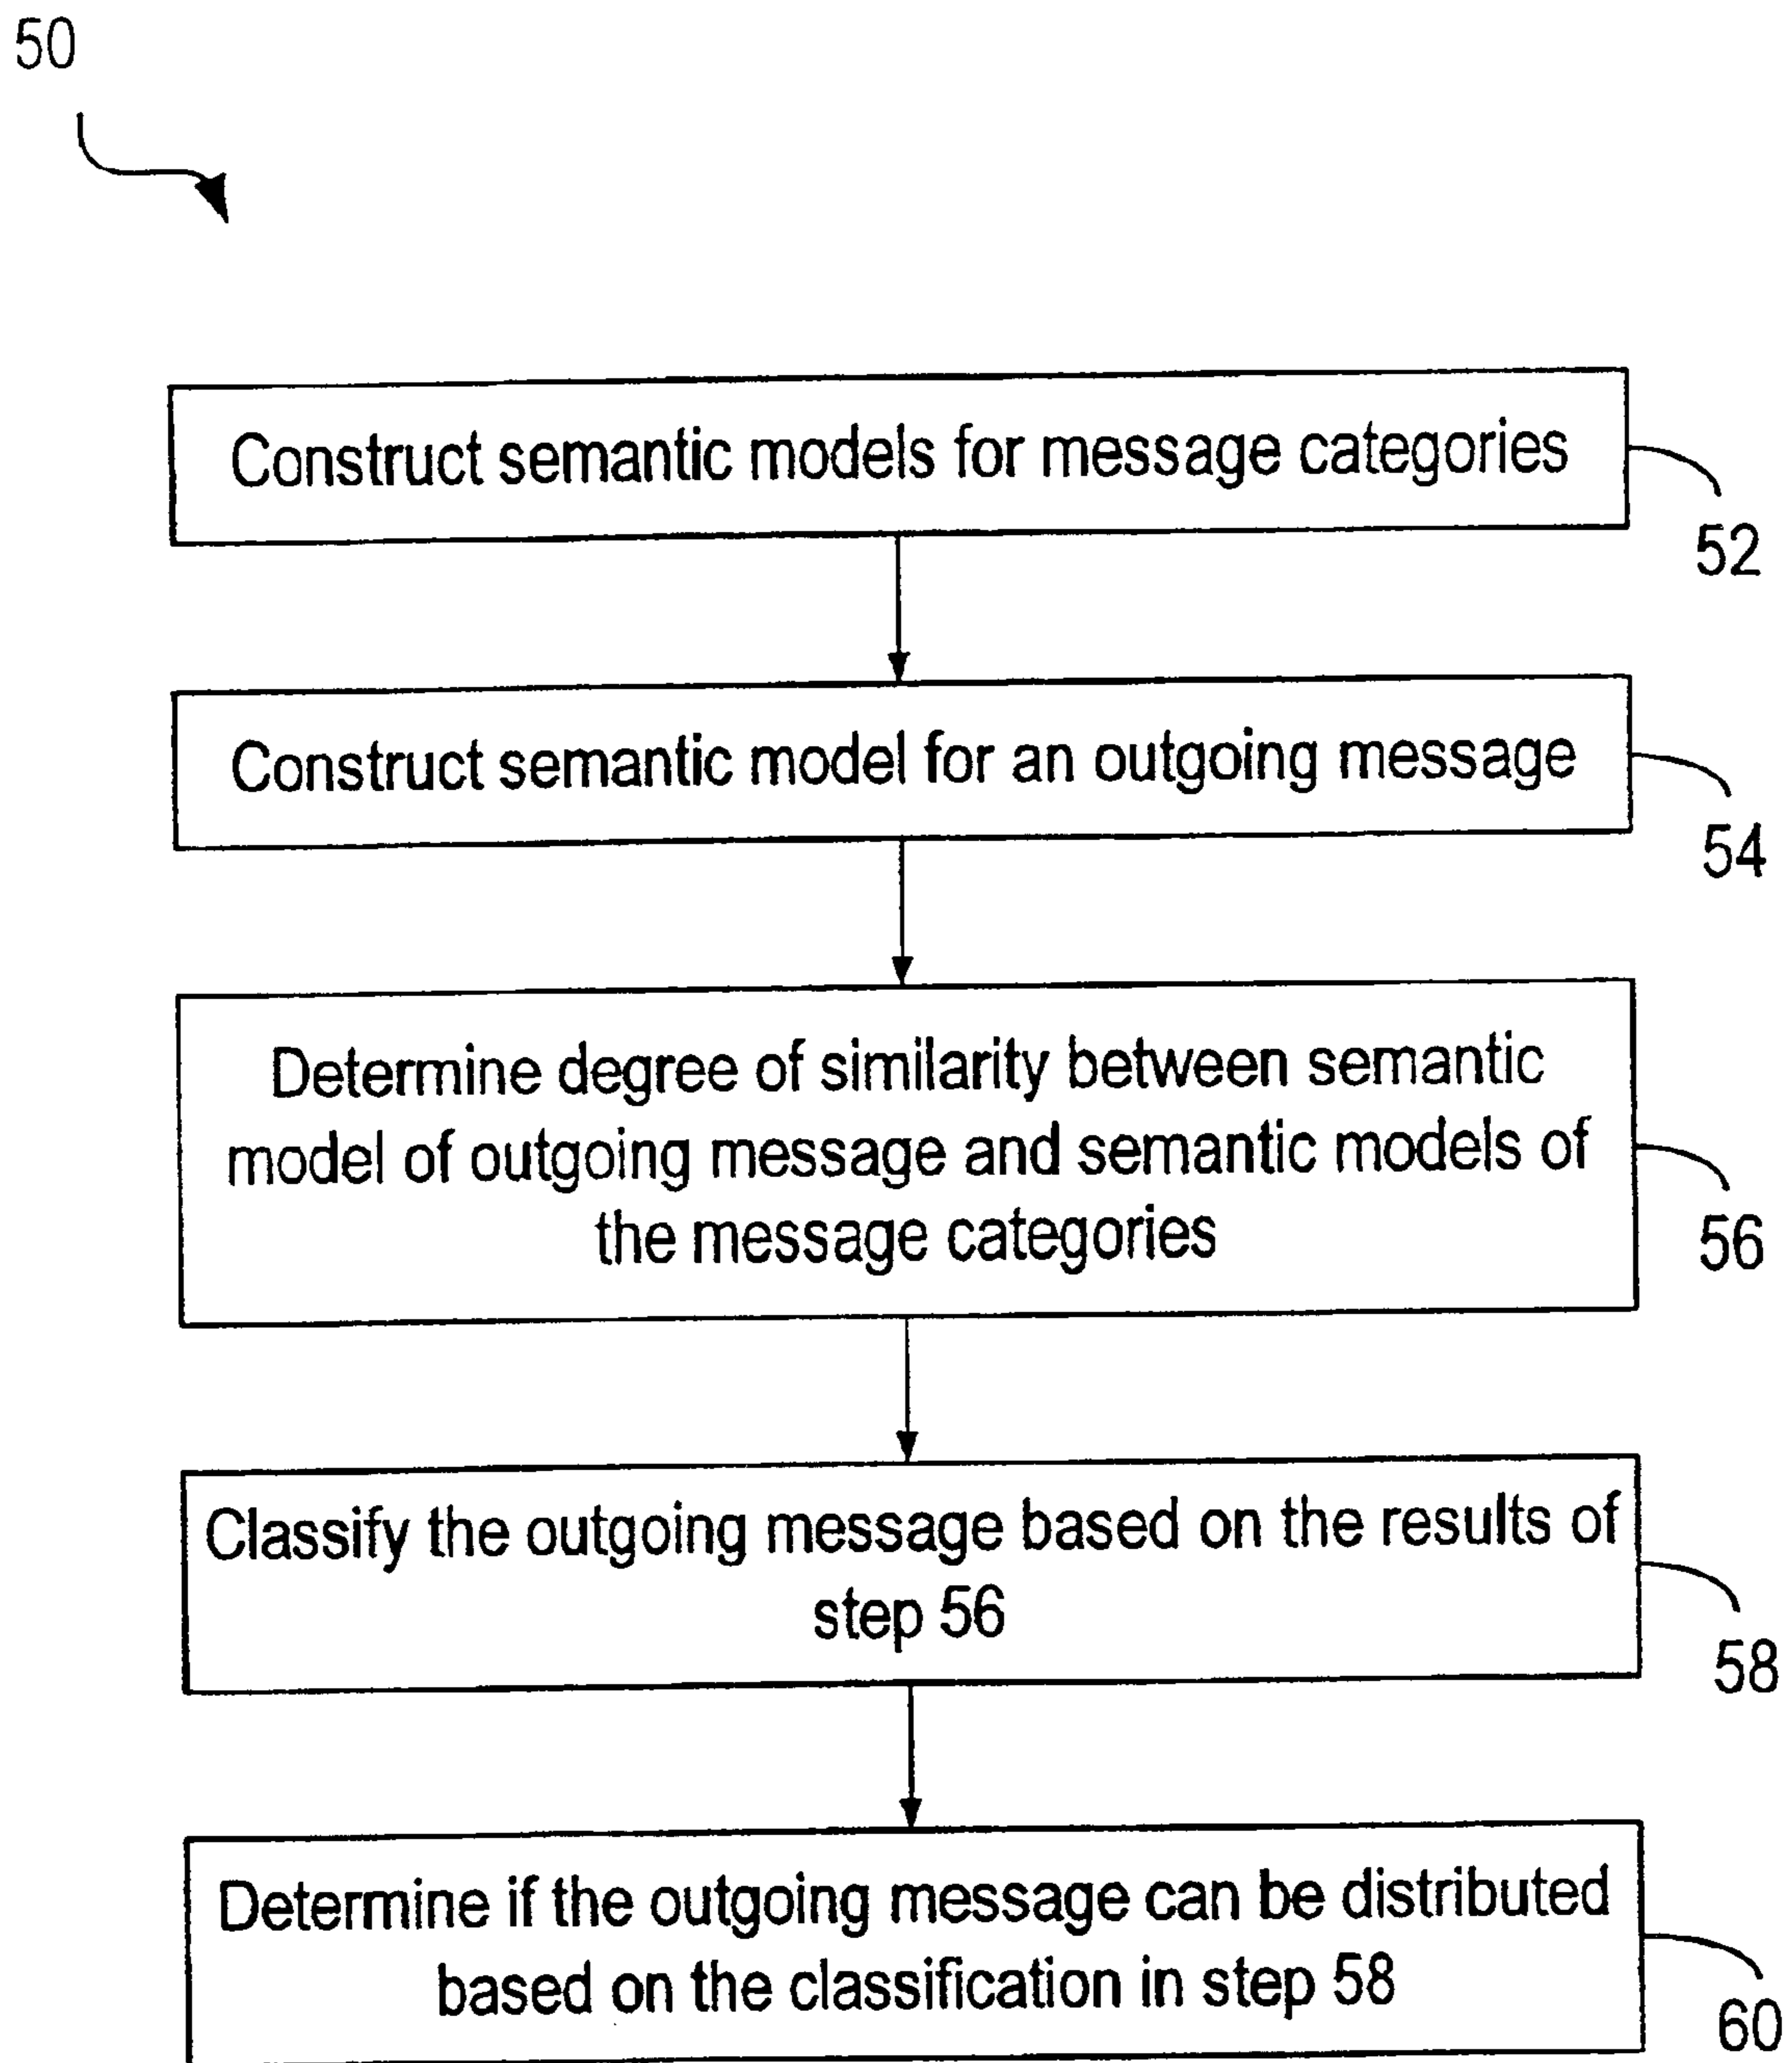 50
Construct semantic models for message categories
52
Construct semantic model for an outgoing message
54
Determine degree of similarity between semantic
model of outgoing message and semantic models of
the message categories
56
Classify the outgoing message based on the results of
step 56
58
Determine if the outgoing message can be distributed
based on the classification in step 58
60